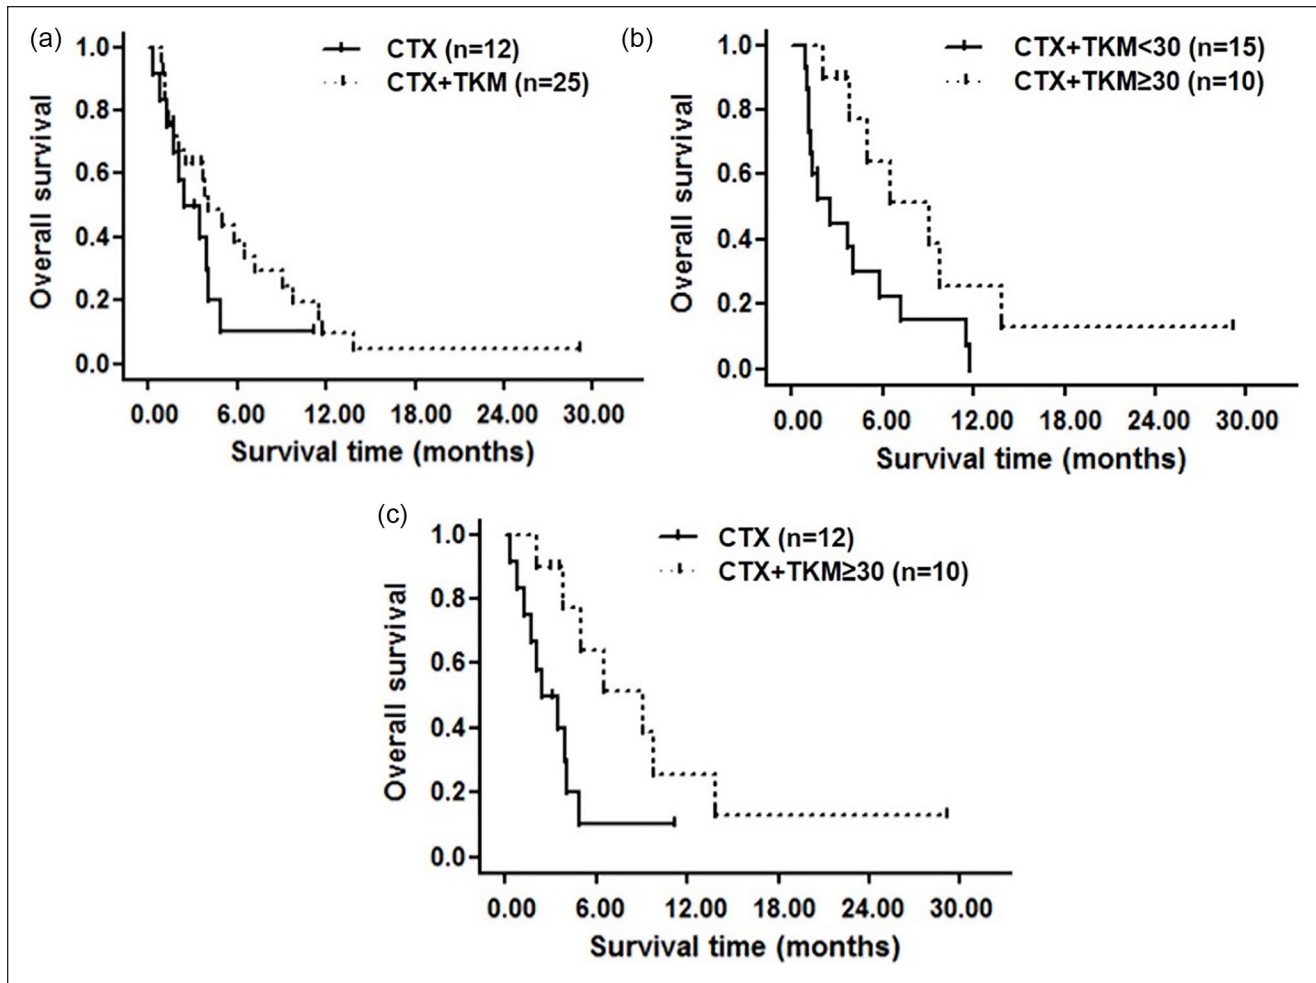 (a)
CTX (n=12)
CTX+TKM (n=25)
Overall survival
1.0
0.8
0.6
0.4
0.2
0.0
0.00 6.00 12.00 18.00 24.00 30.00
Survival time (months)
(b)
CTX+TKM<30 (n=15)
CTX+TKM≥30 (n=10)
Overall survival
1.0
0.8
0.6
0.4
0.2
0.0
0.00 6.00 12.00 18.00 24.00 30.00
Survival time (months)
(c)
CTX (n=12)
CTX+TKM≥30 (n=10)
Overall survival
1.0
0.8
0.6
0.4
0.2
0.0
0.00 6.00 12.00 18.00 24.00 30.00
Survival time (months)